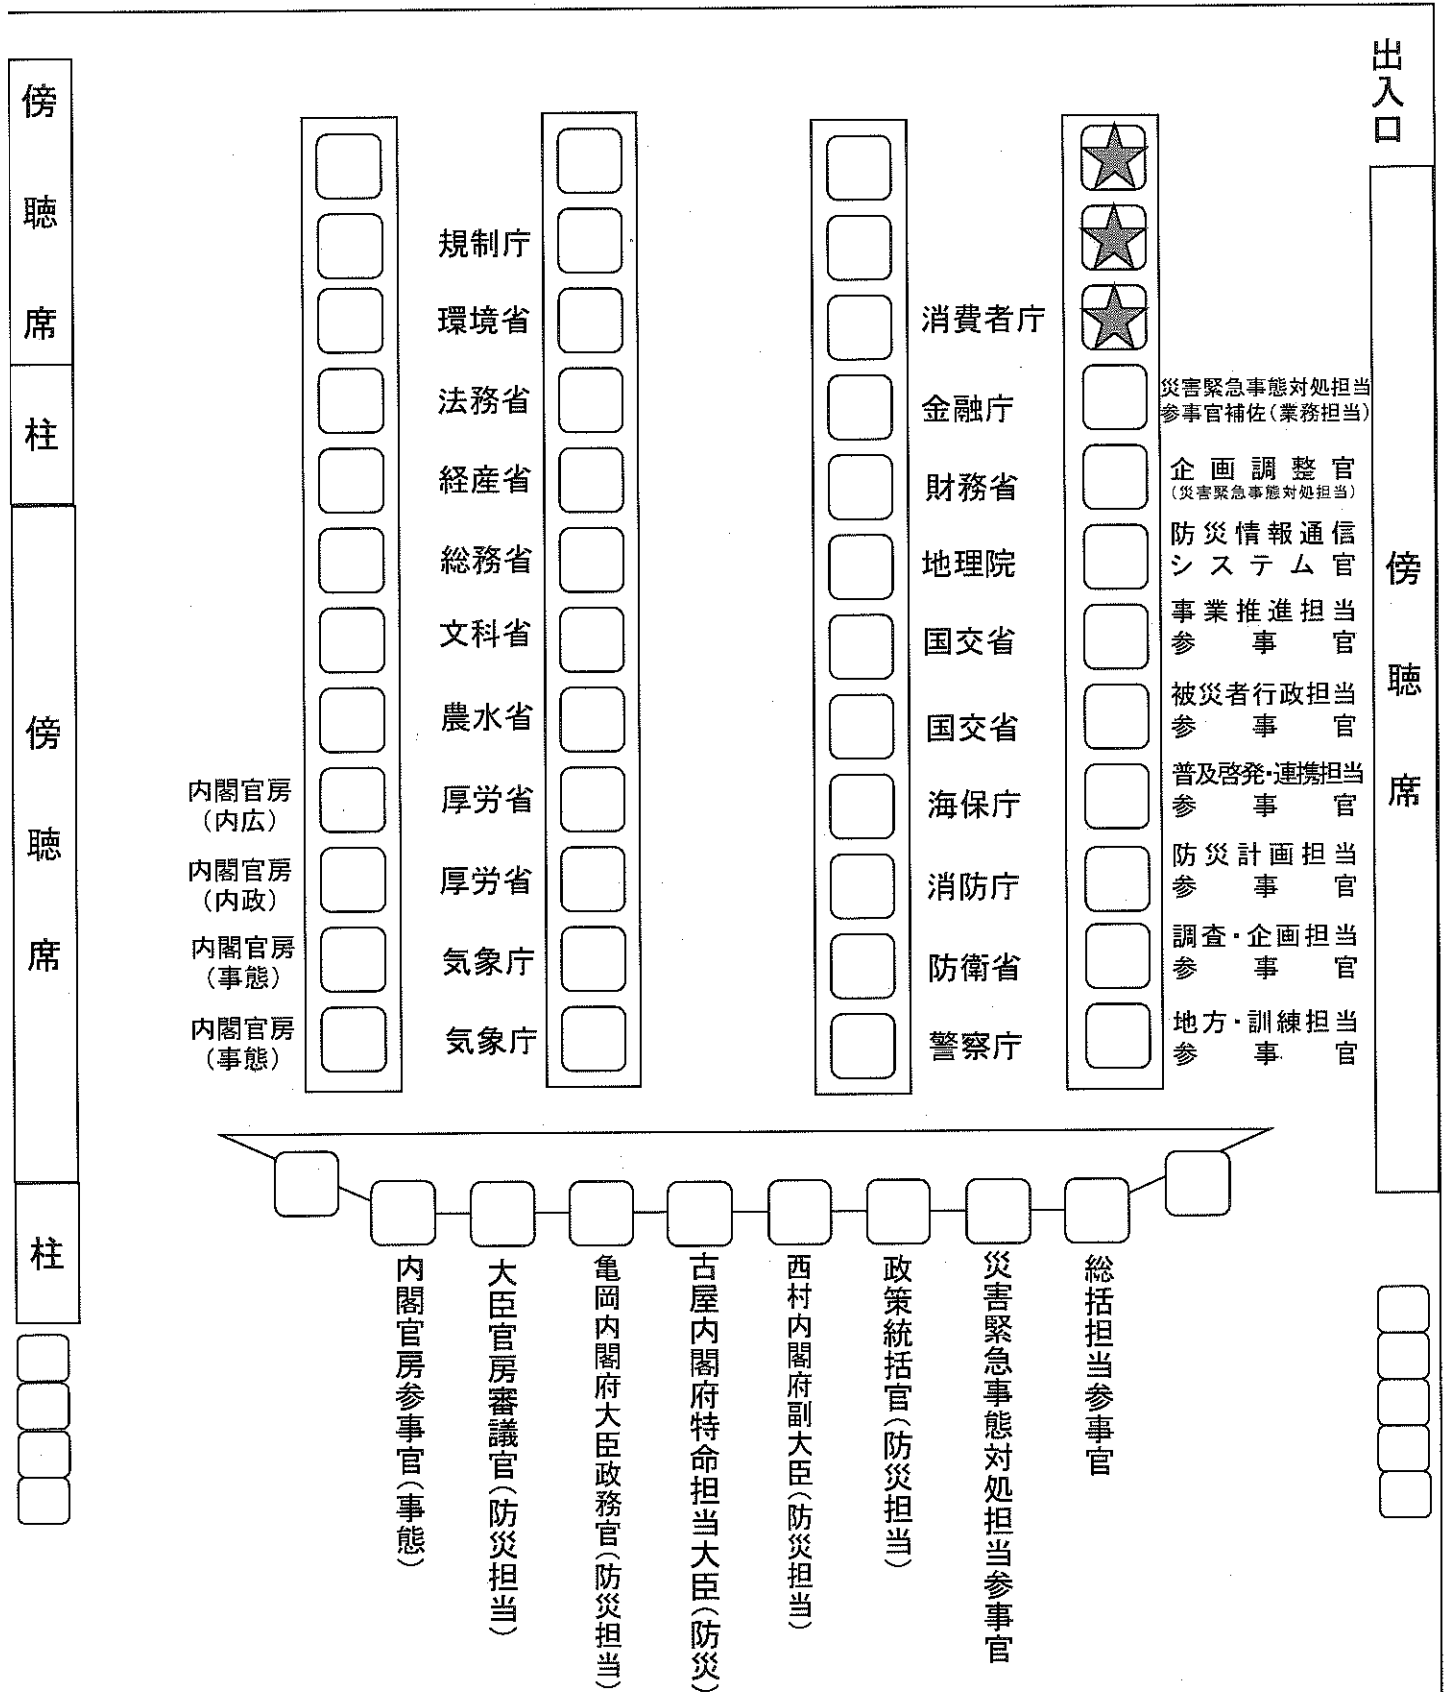 出入口
傍聴席
柱
傍聴席
柱
規制庁
環境省
法務省
経産省
総務省
文科省
農水省
厚労省
厚労省
気象庁
気象庁
内閣官房
(内広)
内閣官房
(内政)
内閣官房
(事態)
内閣官房
(事態)
消費者庁
金融庁
財務省
地理院
国交省
国交省
海保庁
消防庁
防衛省
警察庁
災害緊急事態対処担当
参事官補佐(業務担当)
企画調整官
(災害緊急事態対処担当)
防災情報通信
システム官
事業推進担当
参事官
被災者行政担当
参事官
普及啓発・連携担当
参事官
防災計画担当
参事官
調査・企画担当
参事官
地方・訓練担当
参事官
傍聴席
内閣官房参事官(事態)
大臣官房審議官(防災担当)
亀岡内閣府大臣政務官(防災担当)
古屋内閣府特命担当大臣(防災)
西村内閣府副大臣(防災担当)
政策統括官(防災担当)
災害緊急事態対処担当参事官
総括担当参事官